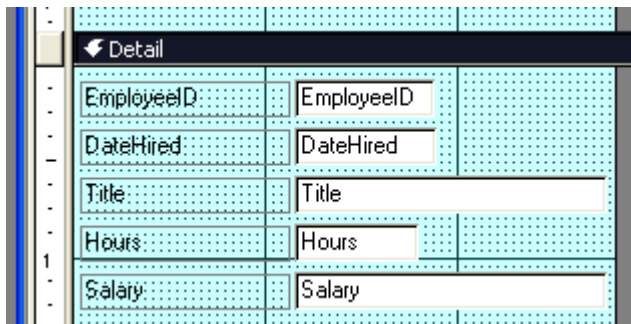 Detail
EmployeeID EmployeeID
DateHired DateHired
Title Title
Hours Hours
1
Salary Salary